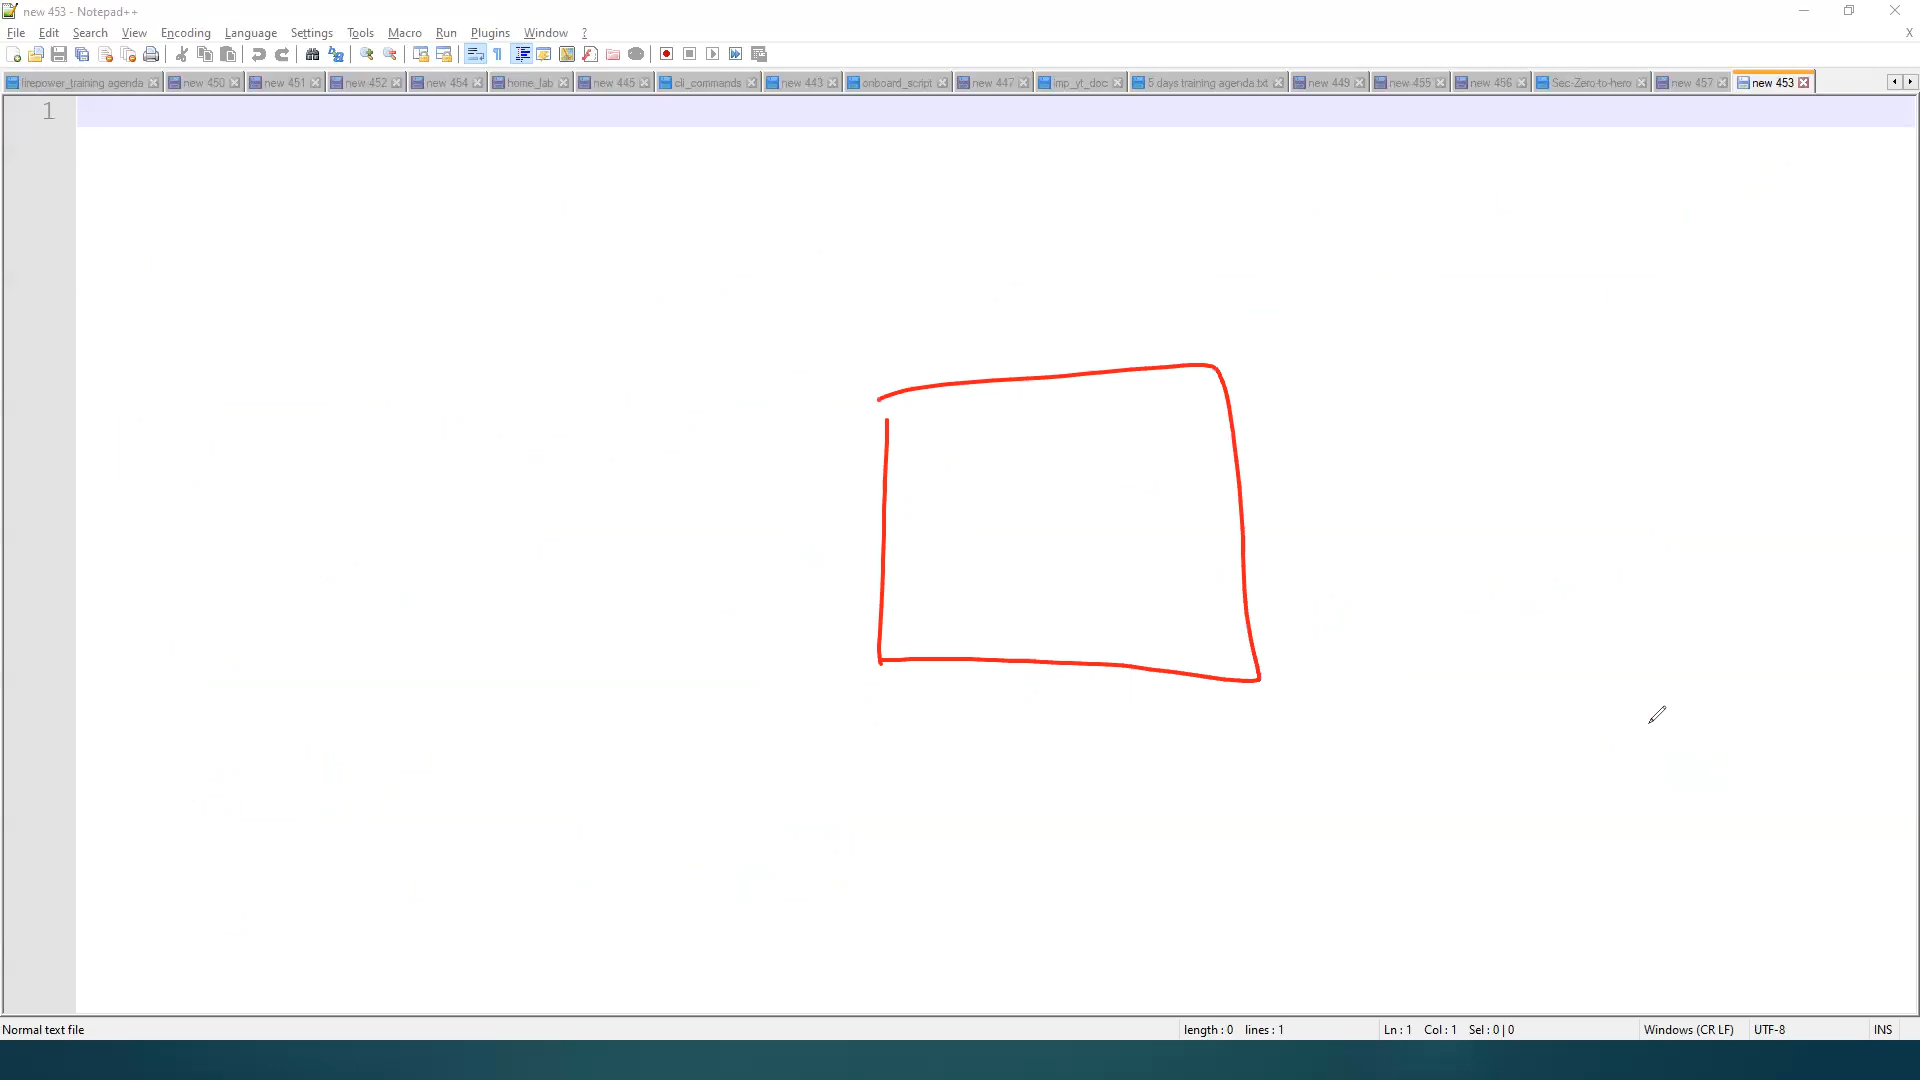 new 453 - Notepad++
File Edit Search View Encoding Language Settings Tools Macro Run Plugins Window ? X
firepower_training agenda new 450 new 451 new 452 new 454 home_lab new 445 cli_commands new 443 onboard_script new 447 imp_yt_doc 5 days training agenda.txt new 449 new 455 new 456 Sec-Zero-to-hero new 457 new 453
1
Normal text file length : 0 lines : 1 Ln : 1 Col : 1 Sel : 0 | 0 Windows (CR LF) UTF-8 INS